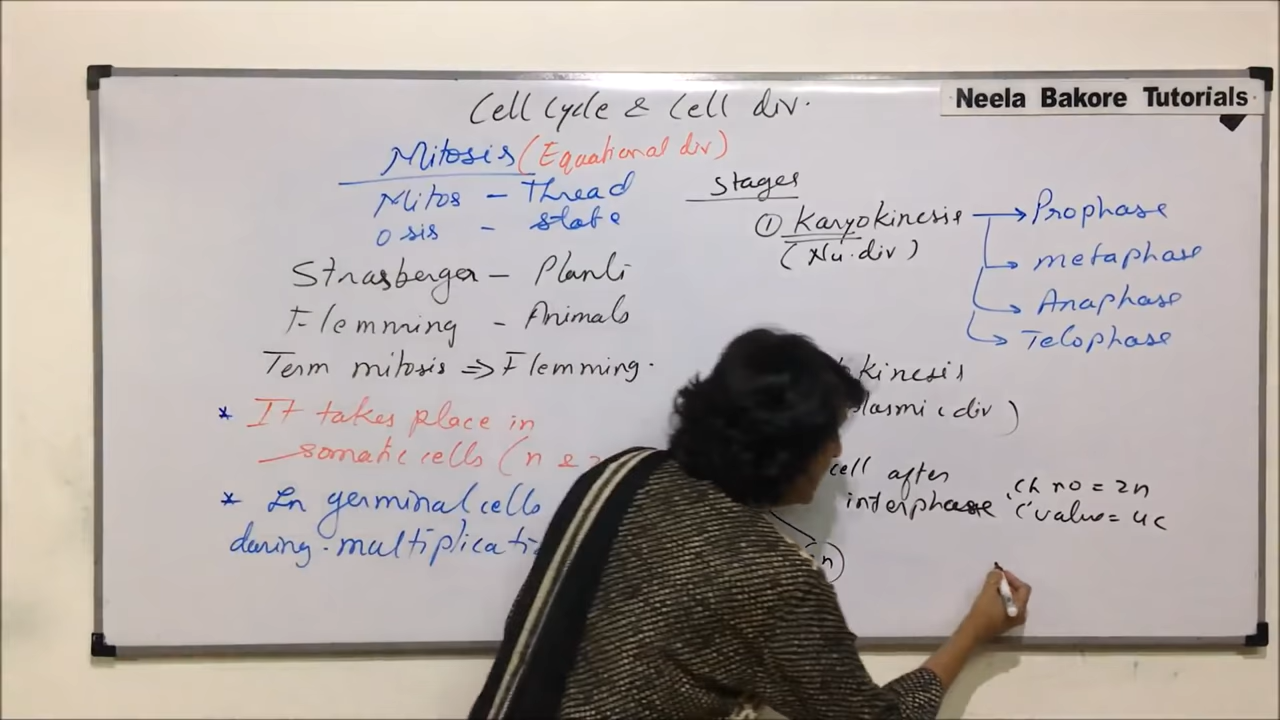 Cell Cycle & Cell div.
Neela Bakore Tutorials
Mitosis (Equational div)
Mitos - Thread
osis - state
Strasberger - Plants
Flemming - Animals
Term mitosis => Flemming.
* It takes place in
somatic cells (n &
* In germinal cells
during multiplicati
Stages
① Karyokinesis
(Nu. div)
Prophase
metaphase
Anaphase
Telophase
kinesis
lasmic div)
cell after
interphase
Ch no = 2n
C value = 4c
n